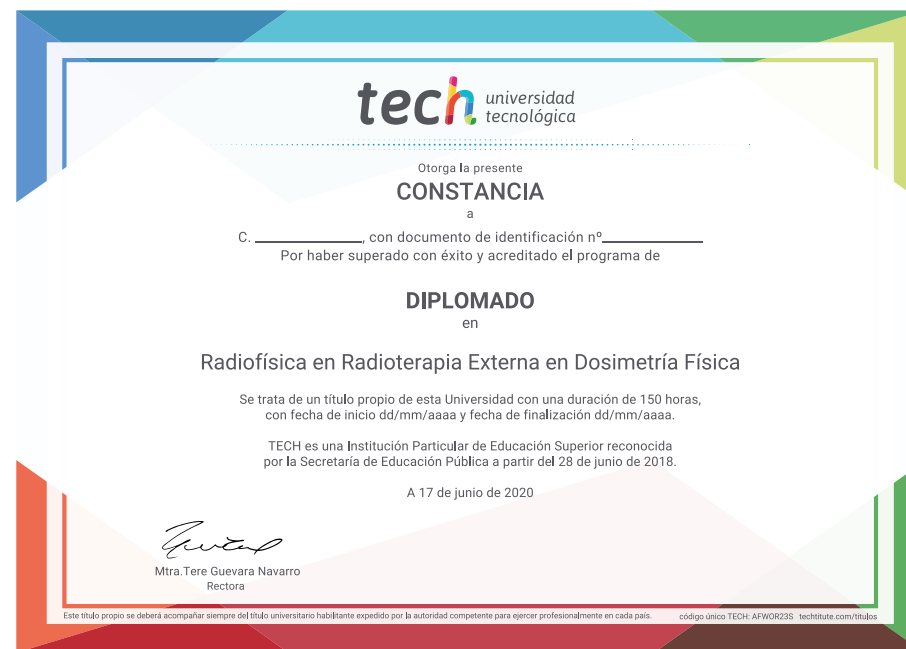 tech universidad
tecnológica
Otorga la presente
CONSTANCIA
a
C. ____________, con documento de identificación nº____________
Por haber superado con éxito y acreditado el programa de
DIPLOMADO
en
Radiofísica en Radioterapia Externa en Dosimetría Física
Se trata de un título propio de esta Universidad con una duración de 150 horas,
con fecha de inicio dd/mm/aaaa y fecha de finalización dd/mm/aaaa.
TECH es una Institución Particular de Educación Superior reconocida
por la Secretaría de Educación Pública a partir del 28 de junio de 2018.
A 17 de junio de 2020
Mtra.Tere Guevara Navarro
Rectora
Este título propio se deberá acompañar siempre del título universitario habilitante expedido por la autoridad competente para ejercer profesionalmente en cada país.
código único TECH: AFWOR23S techtitute.com/titulos